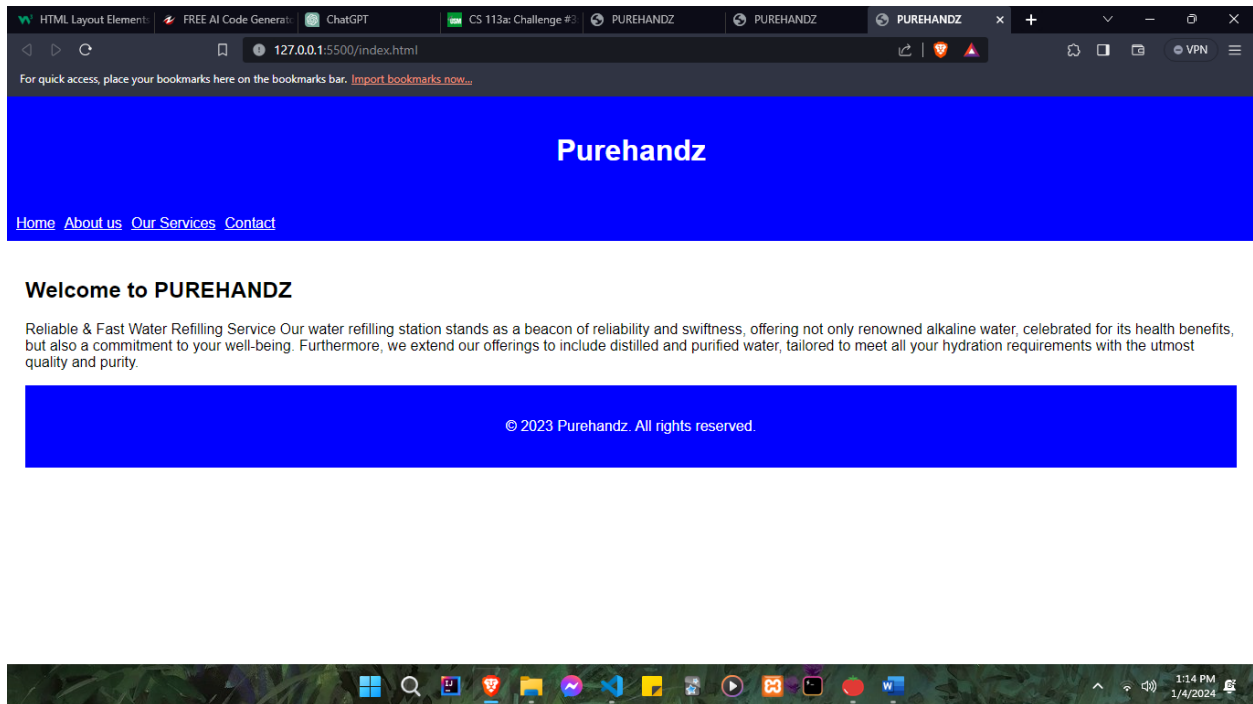 HTML Layout Elements
FREE AI Code Generato
ChatGPT
CS 113a: Challenge #3
PUREHANDZ
PUREHANDZ
PUREHANDZ
127.0.0.1:5500/index.html
VPN
For quick access, place your bookmarks here on the bookmarks bar. Import bookmarks now...
Purehandz
Home About us Our Services Contact
Welcome to PUREHANDZ
Reliable & Fast Water Refilling Service Our water refilling station stands as a beacon of reliability and swiftness, offering not only renowned alkaline water, celebrated for its health benefits,
but also a commitment to your well-being. Furthermore, we extend our offerings to include distilled and purified water, tailored to meet all your hydration requirements with the utmost
quality and purity.
© 2023 Purehandz. All rights reserved.
1:14 PM
1/4/2024